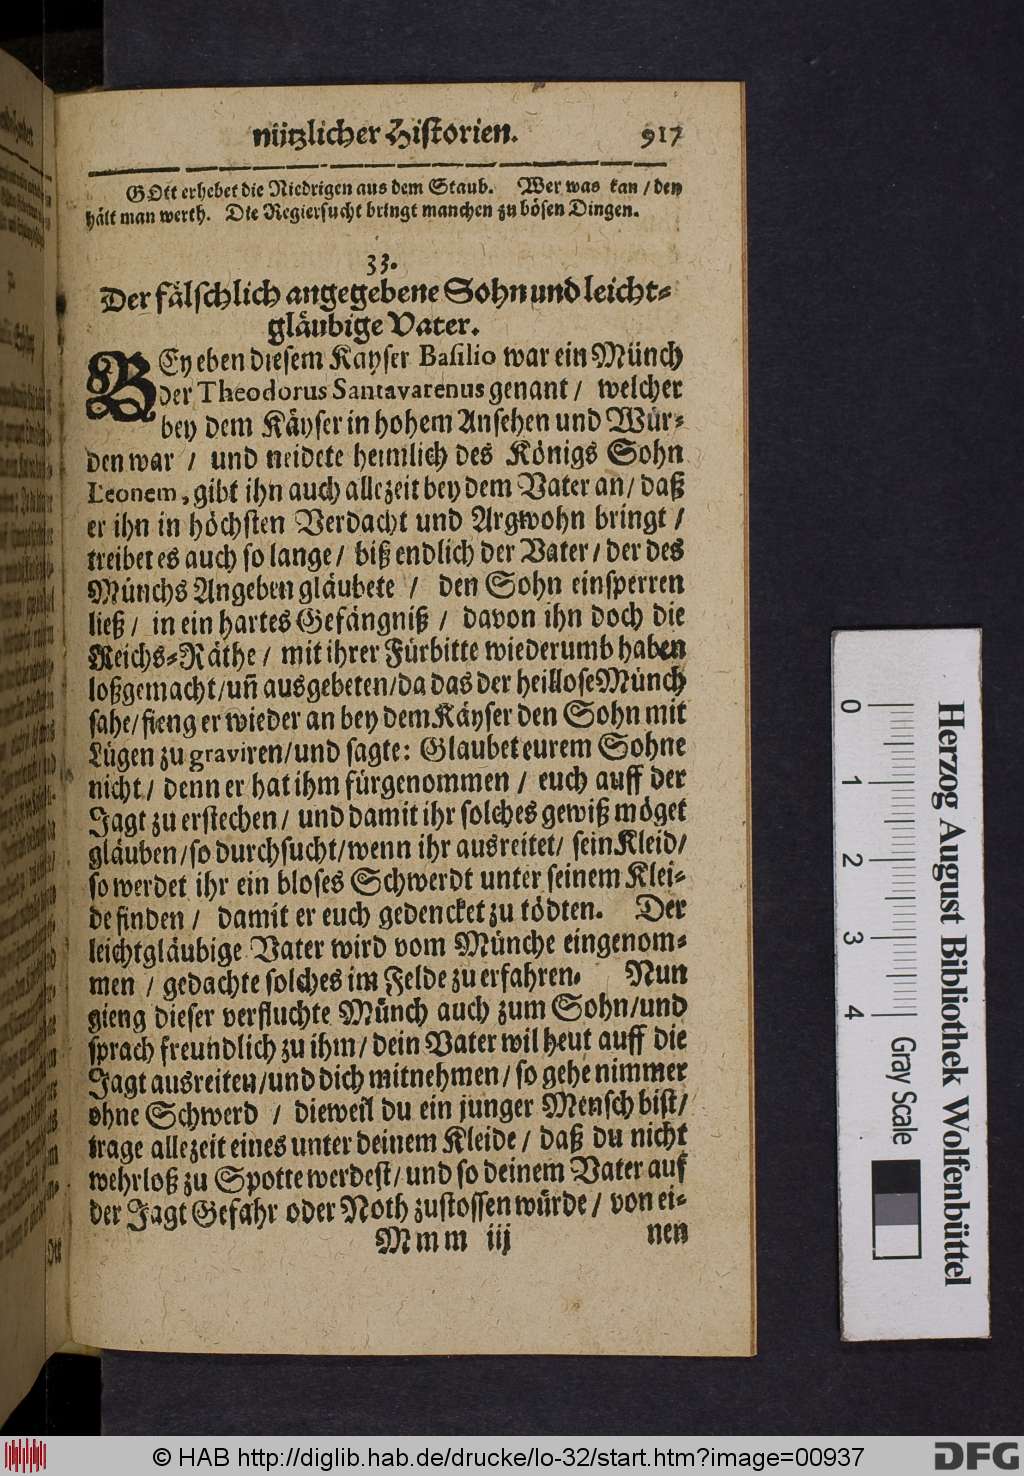 nützlicher Historien. 917
GOtt erhebet die Niedrigen aus dem Staub. Wer was kan / den
hält man werth. Die Regiersucht bringt manchen zu bösen Dingen.
33.
Der fälschlich angegebene Sohn und leicht-
gläubige Vater.
BEy eben diesem Kayser Basilio war ein Münch
der Theodorus Santavarenus genant / welcher
bey dem Käyser in hohem Ansehen und Wür-
den war / und neidete heimlich des Königs Sohn
Leonem, gibt ihn auch allezeit bey dem Vater an / daß
er ihn in höchsten Verdacht und Argwohn bringt /
treibet es auch so lange / biß endlich der Vater / der des
Münchs Angeben gläubete / den Sohn einsperren
ließ / in ein hartes Gefängniß / davon ihn doch die
Reichs-Räthe / mit ihrer Fürbitte wiederumb haben
loßgemacht / uñ ausgebeten / da das der heillose Münch
sahe / fieng er wieder an bey dem Käyser den Sohn mit
Lügen zu graviren / und sagte: Glaubet eurem Sohne
nicht / denn er hat ihm fürgenommen / euch auff der
Jagt zu erstechen / und damit ihr solches gewiß möget
gläuben / so durchsucht / wenn ihr ausreitet / sein Kleid /
so werdet ihr ein bloses Schwerdt unter seinem Klei-
de finden / damit er euch gedencket zu tödten. Der
leichtgläubige Vater wird vom Münche eingenom-
men / gedachte solches im Felde zu erfahren. Nun
gieng dieser verfluchte Münch auch zum Sohn / und
sprach freundlich zu ihm / dein Vater wil heut auff die
Jagt ausreiten / und dich mitnehmen / so gehe nimmer
ohne Schwerd / dieweil du ein junger Mensch bist /
trage allezeit eines unter deinem Kleide / daß du nicht
wehrloß zu Spotte werdest / und so deinem Vater auf
der Jagt Gefahr oder Noth zustossen würde / von ei-
Mmm iij nen
0 1 2 3 4
Gray Scale
Herzog August Bibliothek Wolfenbüttel
© HAB http://diglib.hab.de/drucke/lo-32/start.htm?image=00937
DFG